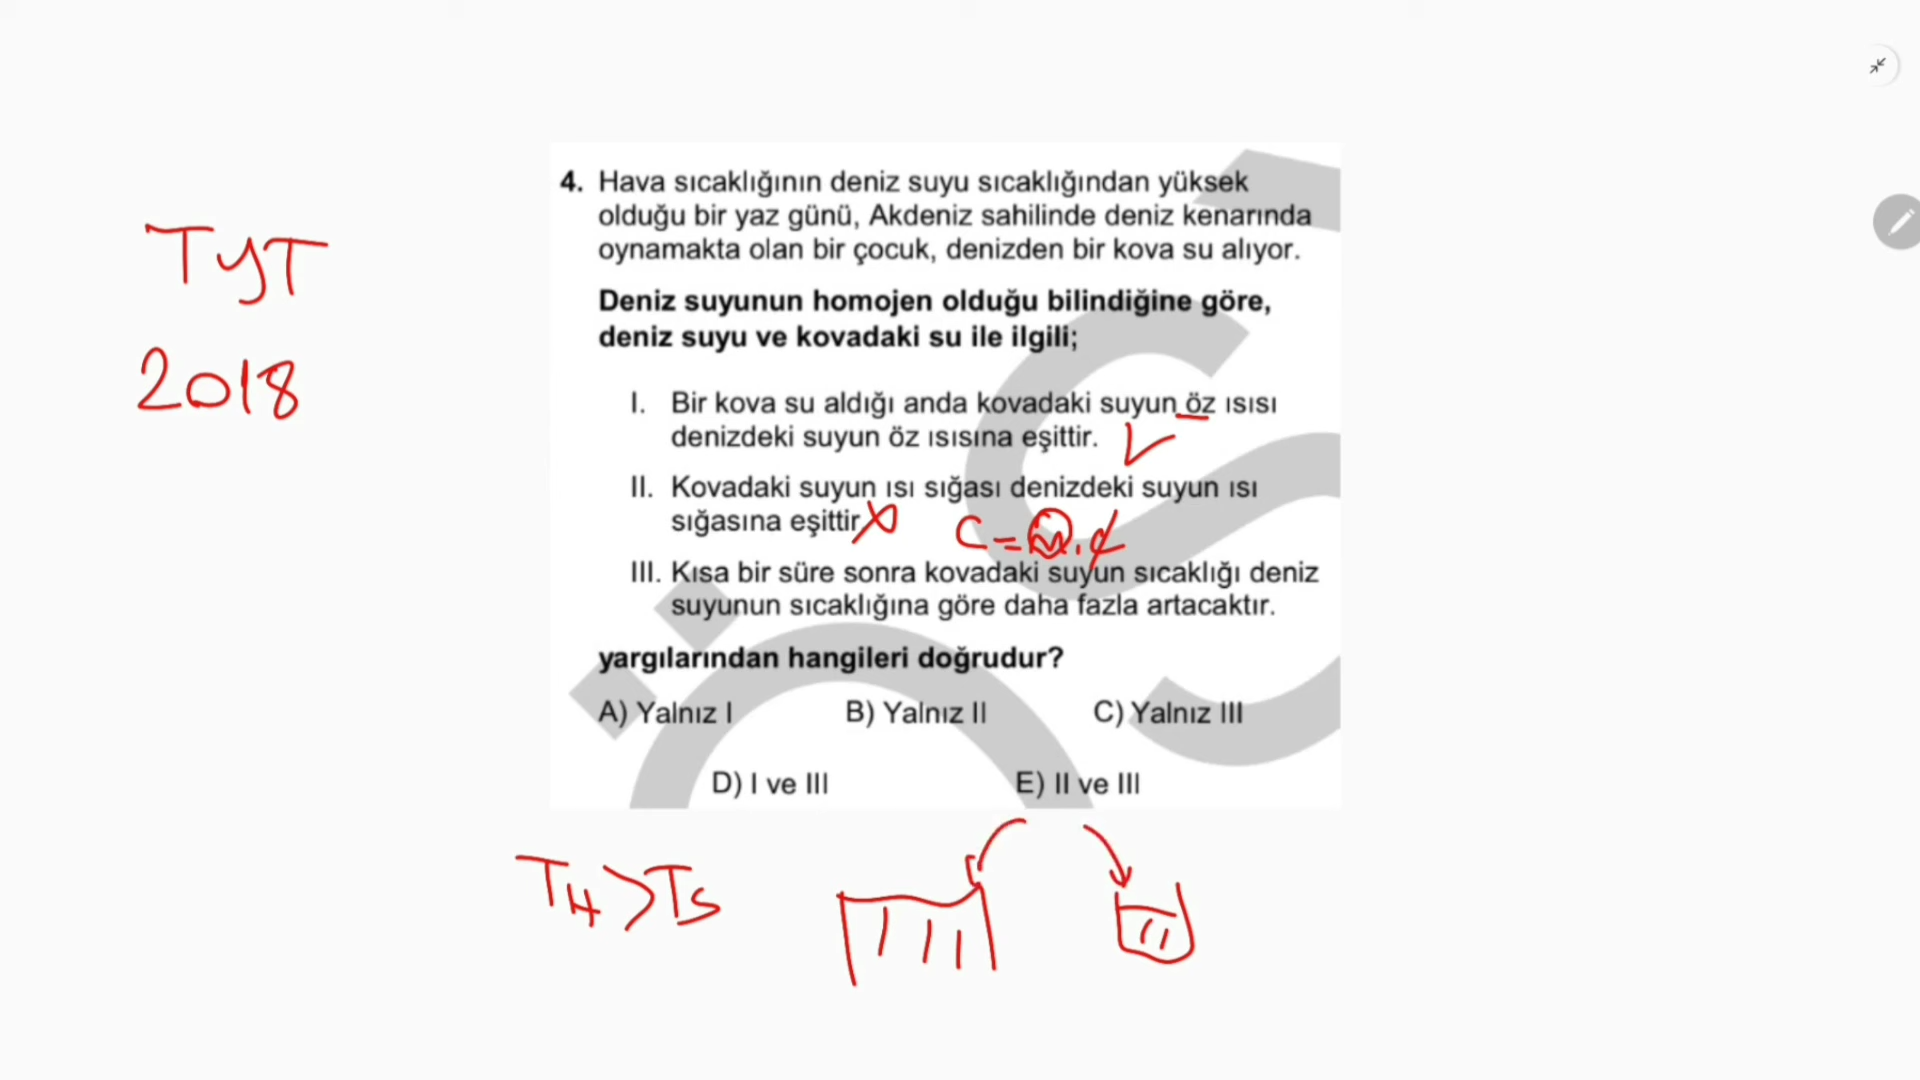 TYT
2018
4. Hava sıcaklığının deniz suyu sıcaklığından yüksek
olduğu bir yaz günü, Akdeniz sahilinde deniz kenarında
oynamakta olan bir çocuk, denizden bir kova su alıyor.
Deniz suyunun homojen olduğu bilindiğine göre,
deniz suyu ve kovadaki su ile ilgili;
I. Bir kova su aldığı anda kovadaki suyun öz ısısı
denizdeki suyun öz ısısına eşittir.
II. Kovadaki suyun ısı sığası denizdeki suyun ısı
sığasına eşittir
C = m . c
III. Kısa bir süre sonra kovadaki suyun sıcaklığı deniz
suyunun sıcaklığına göre daha fazla artacaktır.
yargılarından hangileri doğrudur?
A) Yalnız I B) Yalnız II C) Yalnız III
D) I ve III E) II ve III
TH > TS